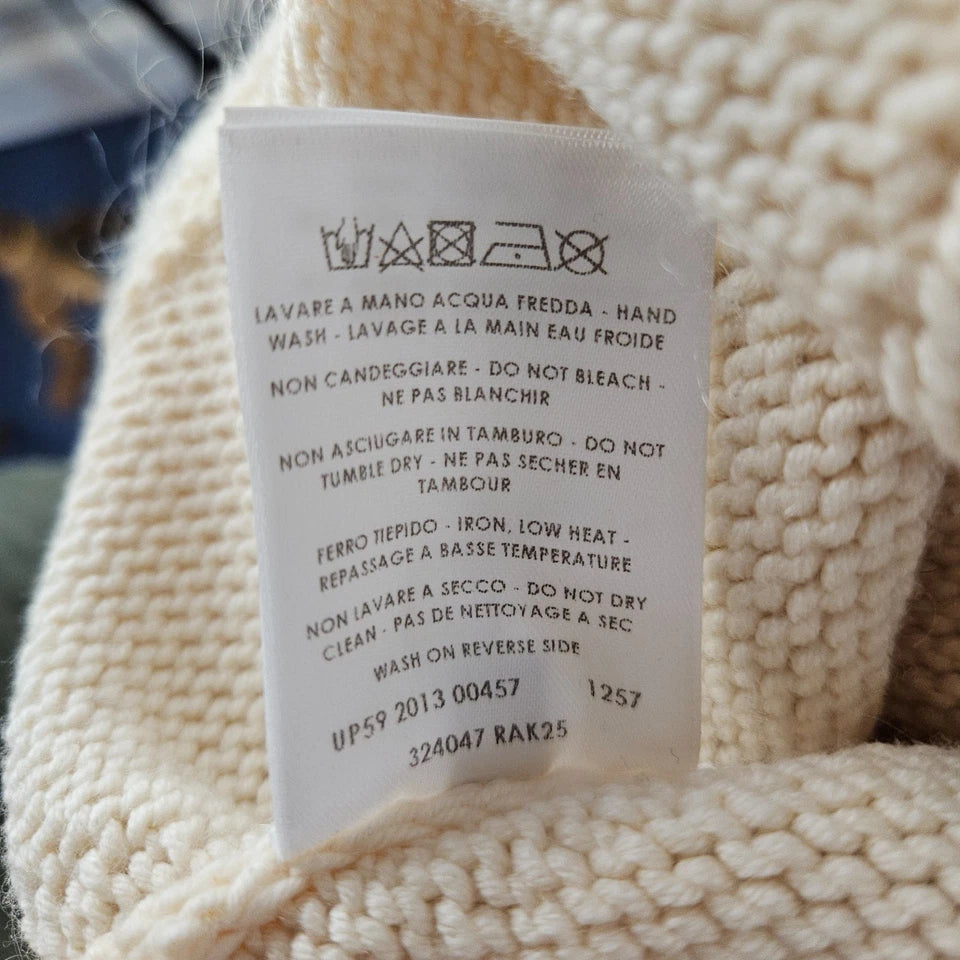 LAVARE A MANO ACQUA FREDDA - HAND
WASH - LAVAGE A LA MAIN EAU FROIDE
NON CANDEGGIARE - DO NOT BLEACH -
NE PAS BLANCHIR
NON ASCIUGARE IN TAMBURO - DO NOT
TUMBLE DRY - NE PAS SECHER EN
TAMBOUR
FERRO TIEPIDO - IRON, LOW HEAT -
REPASSAGE A BASSE TEMPERATURE
NON LAVARE A SECCO - DO NOT DRY
CLEAN - PAS DE NETTOYAGE A SEC
WASH ON REVERSE SIDE
UP59 2013 00457 1257
324047 RAK25